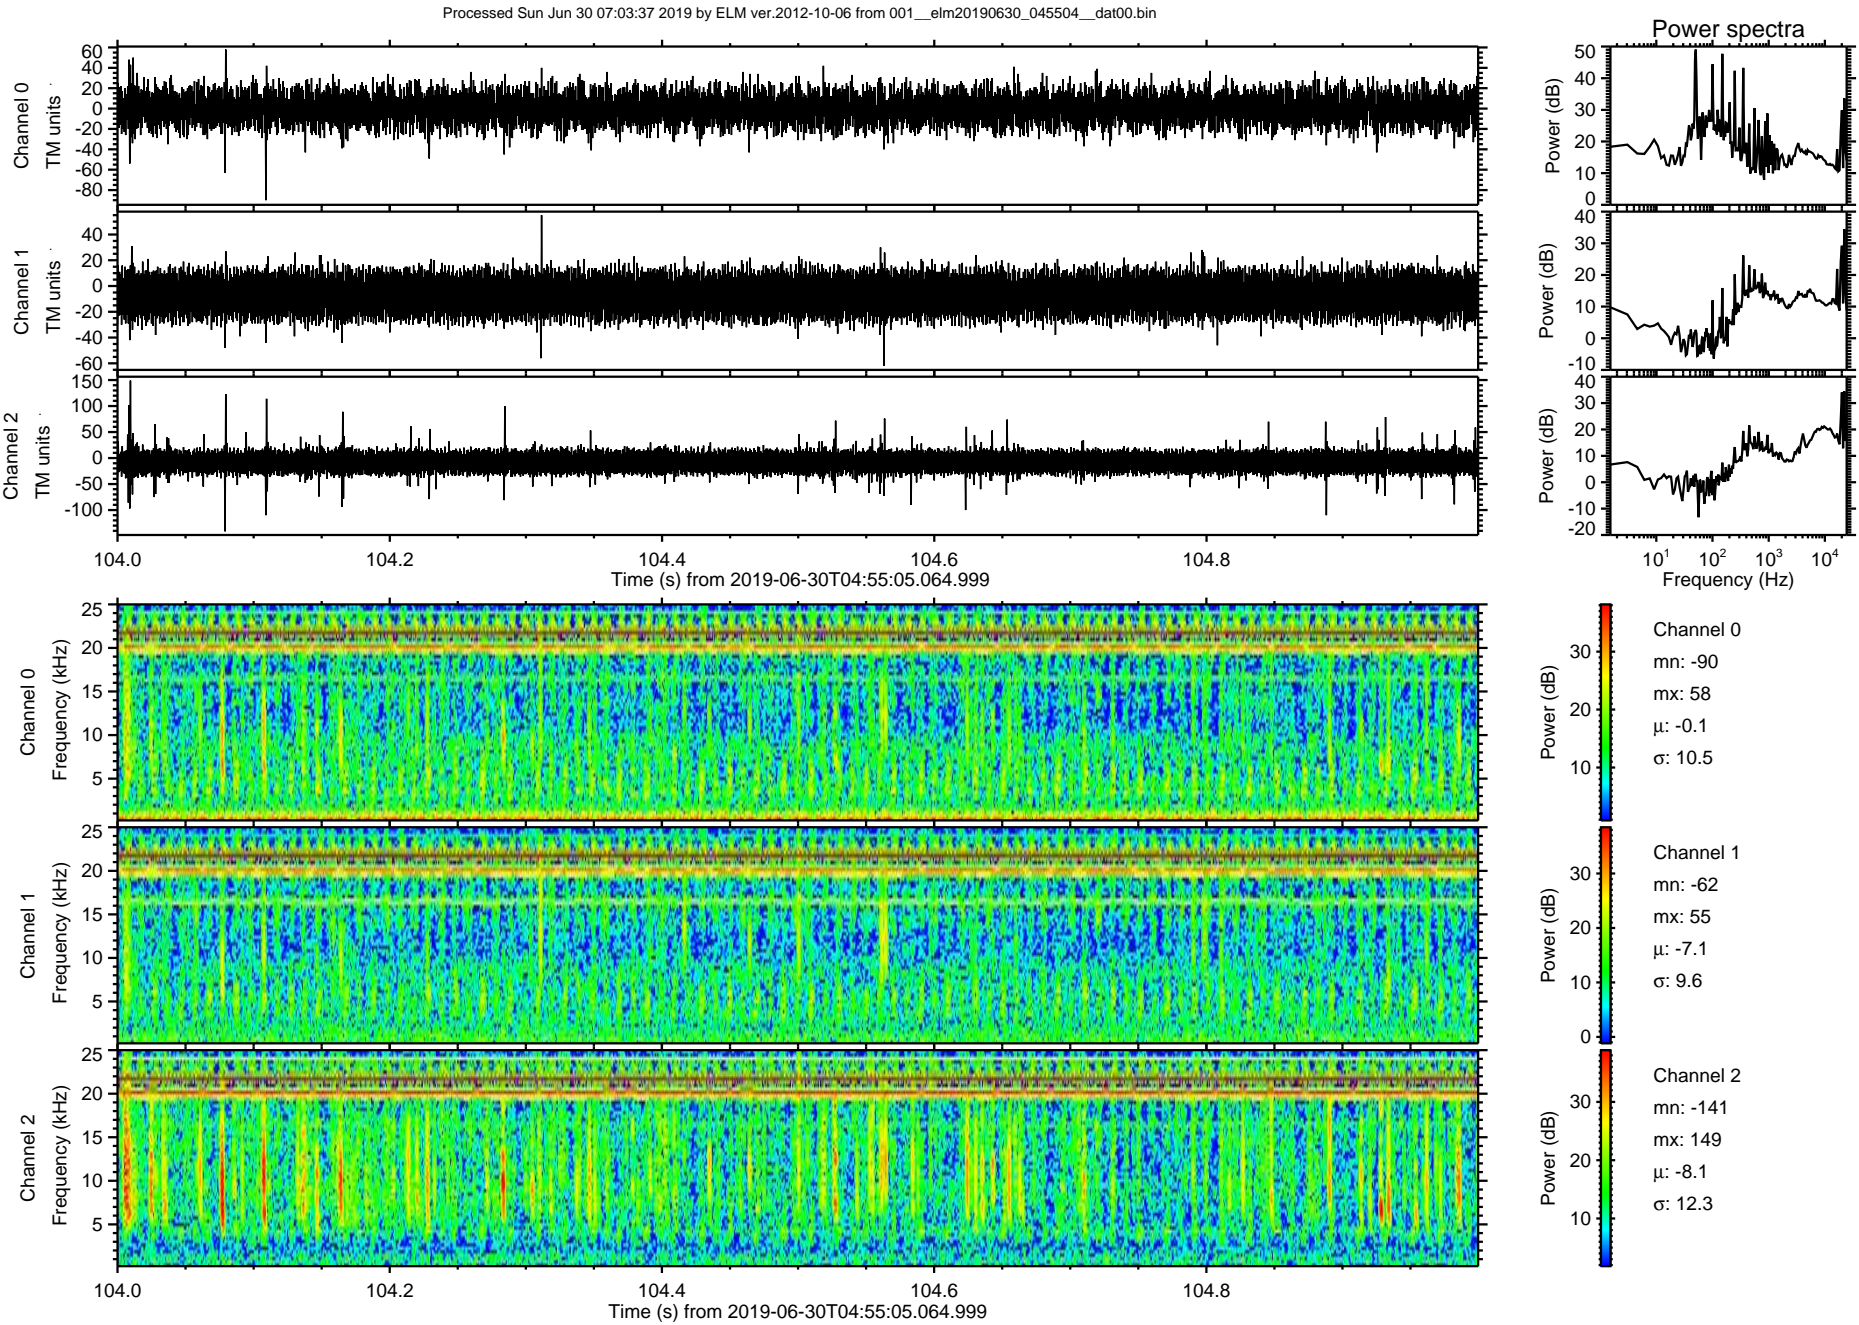 Processed Sun Jun 30 07:03:37 2019 by ELM ver.2012-10-06 from 001__elm20190630_045504__dat00.bin
Power spectra
Channel 0
TM units
60
40
20
0
-20
-40
-60
-80
Power (dB)
50
40
30
20
10
0
Channel 1
TM units
40
20
0
-20
-40
-60
Power (dB)
40
30
20
10
0
-10
Channel 2
TM units
150
100
50
0
-50
-100
Power (dB)
40
30
20
10
0
-10
-20
104.0 104.2 104.4 104.6 104.8
Time (s) from 2019-06-30T04:55:05.064.999
10¹ 10² 10³ 10⁴
Frequency (Hz)
Channel 0
Frequency (kHz)
25
20
15
10
5
Power (dB)
30
20
10
Channel 0
mn: -90
mx: 58
μ: -0.1
σ: 10.5
Channel 1
Frequency (kHz)
25
20
15
10
5
Power (dB)
30
20
10
0
Channel 1
mn: -62
mx: 55
μ: -7.1
σ: 9.6
Channel 2
Frequency (kHz)
25
20
15
10
5
Power (dB)
30
20
10
Channel 2
mn: -141
mx: 149
μ: -8.1
σ: 12.3
104.0 104.2 104.4 104.6 104.8
Time (s) from 2019-06-30T04:55:05.064.999